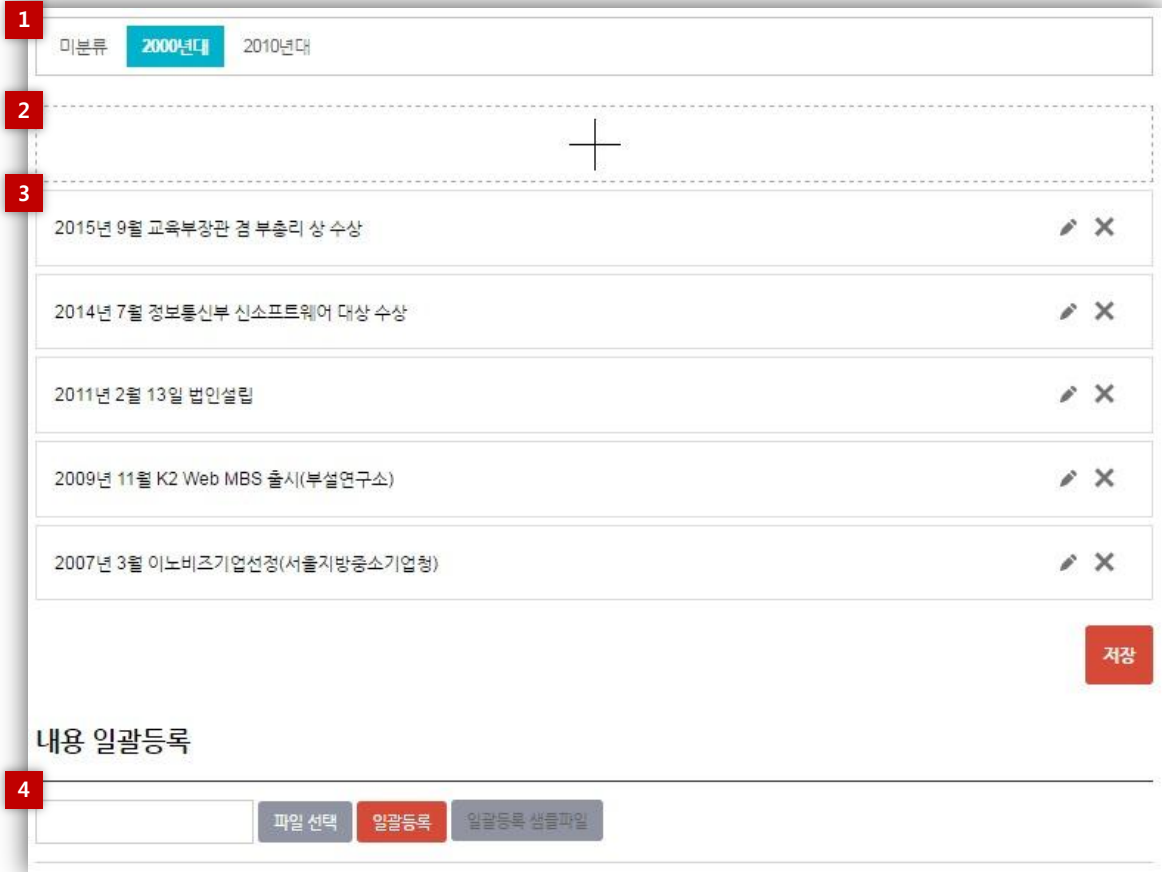 1
미분류 2000년대 2010년대
2
3
2015년 9월 교육부장관 겸 부총리 상 수상
2014년 7월 정보통신부 신소프트웨어 대상 수상
2011년 2월 13일 법인설립
2009년 11월 K2 Web MBS 출시(부설연구소)
2007년 3월 이노비즈기업선정(서울지방중소기업청)
저장
내용 일괄등록
4
파일 선택 일괄등록 일괄등록 샘플파일